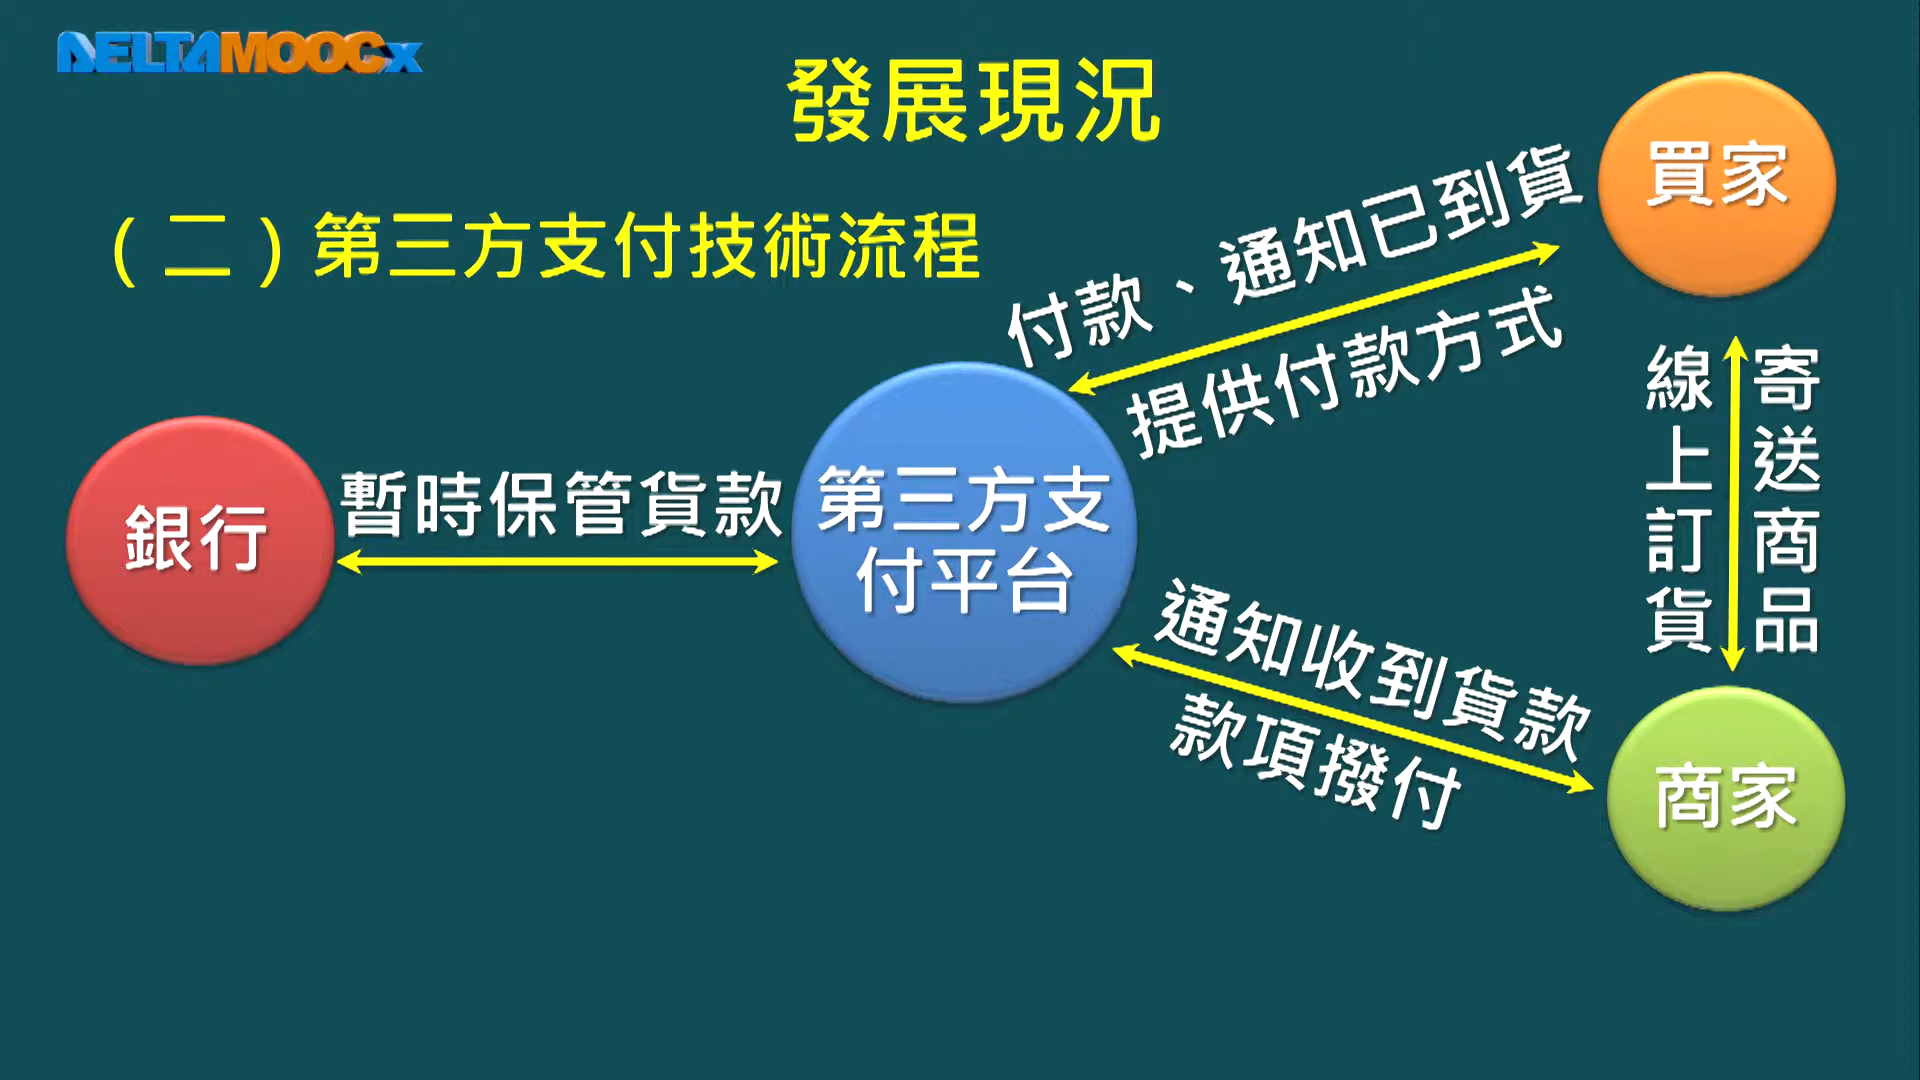 DELTAMOOCx
發展現況
（二）第三方支付技術流程
買家
付款、通知已到貨
提供付款方式
線上訂貨
寄送商品
銀行
暫時保管貨款
第三方支
付平台
通知收到貨款
款項撥付
商家